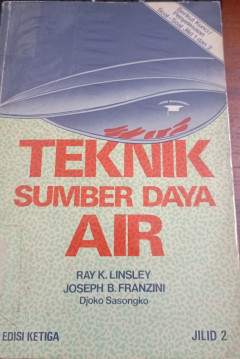 TEKNIK
SUMBER DAYA
AIR
RAY K. LINSLEY
JOSEPH B. FRANZINI
Djoko Sasongko
EDISI KETIGA
JILID 2